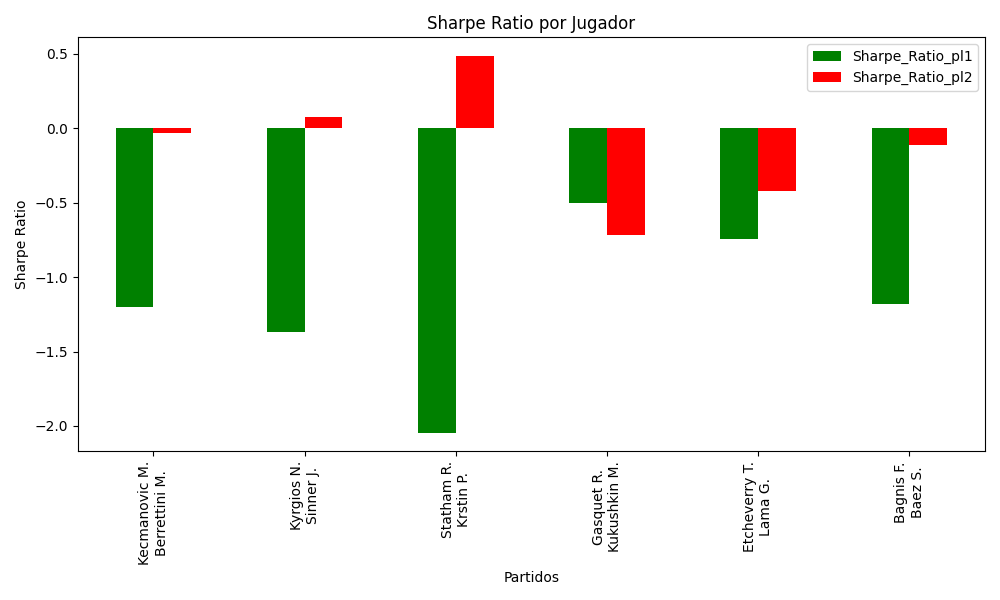 Sharpe Ratio por Jugador
Sharpe_Ratio_pl1
Sharpe_Ratio_pl2
Sharpe Ratio
0.5
0.0
−0.5
−1.0
−1.5
−2.0
Kecmanovic M.
Berrettini M.
Kyrgios N.
Sinner J.
Statham R.
Krstin P.
Gasquet R.
Kukushkin M.
Etcheverry T.
Lama G.
Bagnis F.
Baez S.
Partidos